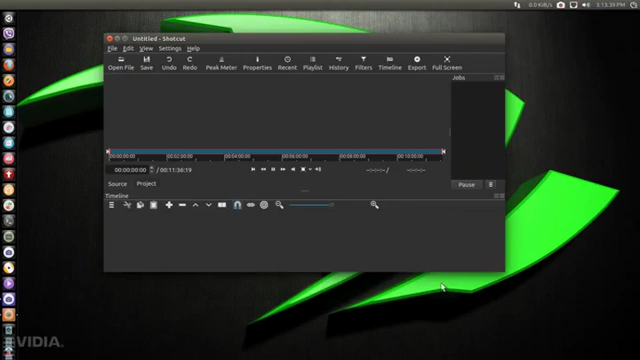 0.0 KiB/s 3:13:39 PM
Untitled - Shotcut
File Edit View Settings Help
Open File Save Undo Redo Peak Meter Properties Recent Playlist History Filters Timeline Export Full Screen
Jobs
00:00:00:00 00:02:00:00 00:04:00:00 00:06:00:00 00:08:00:00 00:10:00:00
00:00:00:00 / 00:11:36:19 --:--:--:-- / --:--:--:--
Source Project Pause
Timeline
VIDIA.